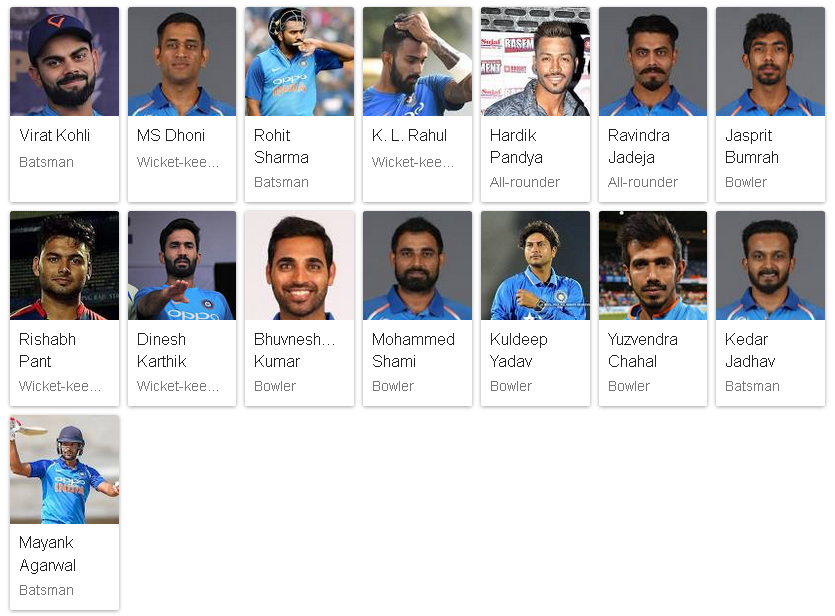 Virat Kohli
Batsman
MS Dhoni
Wicket-kee...
Rohit
Sharma
Batsman
K. L. Rahul
Wicket-kee...
Hardik
Pandya
All-rounder
Ravindra
Jadeja
All-rounder
Jasprit
Bumrah
Bowler
Rishabh
Pant
Wicket-kee...
Dinesh
Karthik
Wicket-kee...
oppo
Bhuvnesh...
Kumar
Bowler
Mohammed
Shami
Bowler
Kuldeep
Yadav
Bowler
Yuzvendra
Chahal
Bowler
Kedar
Jadhav
Batsman
oppo
Mayank
Agarwal
Batsman